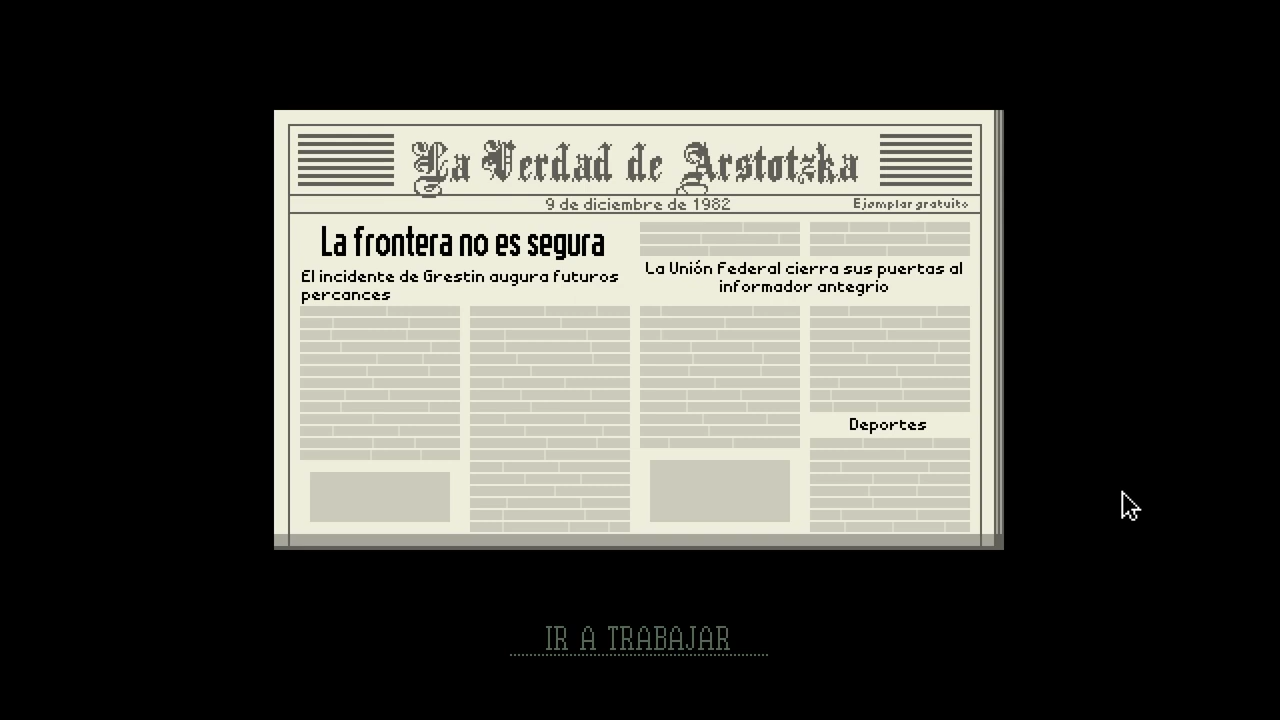 La Verdad de Arstotzka
9 de diciembre de 1982
Ejemplar gratuito
La frontera no es segura
El incidente de Grestin augura futuros
percances
La Unión Federal cierra sus puertas al
informador antegrio
Deportes
IR A TRABAJAR